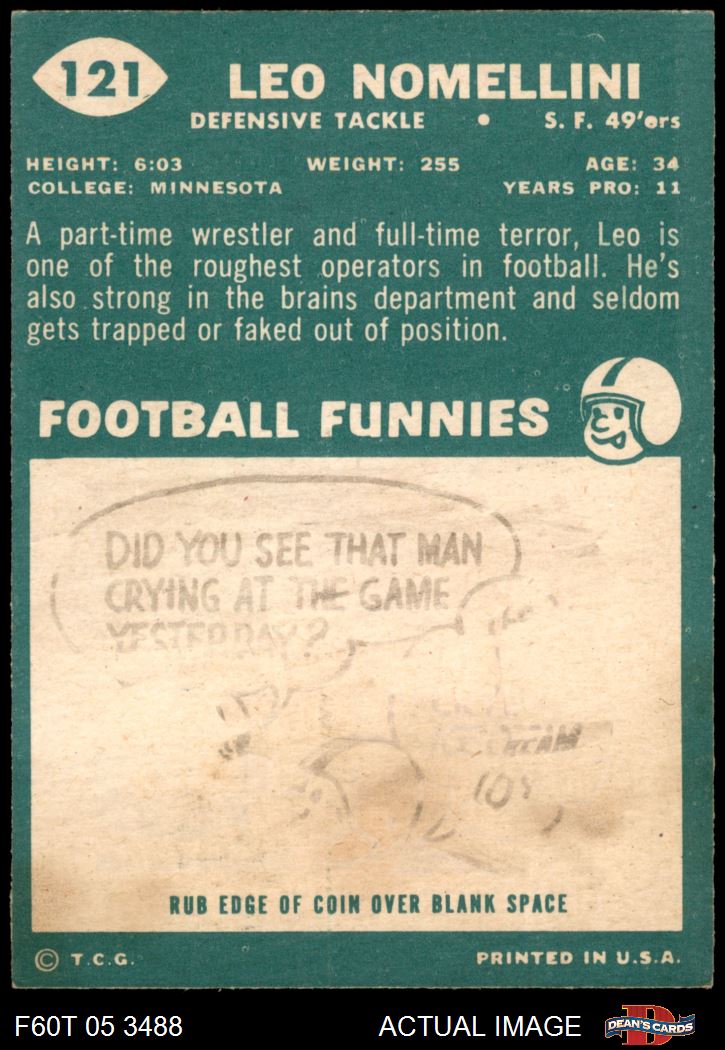 121
LEO NOMELLINI
DEFENSIVE TACKLE • S. F. 49'ers
HEIGHT: 6:03 WEIGHT: 255 AGE: 34
COLLEGE: MINNESOTA YEARS PRO: 11
A part-time wrestler and full-time terror, Leo is
one of the roughest operators in football. He's
also strong in the brains department and seldom
gets trapped or faked out of position.
FOOTBALL FUNNIES
DID YOU SEE THAT MAN
CRYING AT THE GAME
YESTERDAY?
RUB EDGE OF COIN OVER BLANK SPACE
© T.C.G. PRINTED IN U.S.A.
F60T 05 3488 ACTUAL IMAGE DEAN'S CARDS